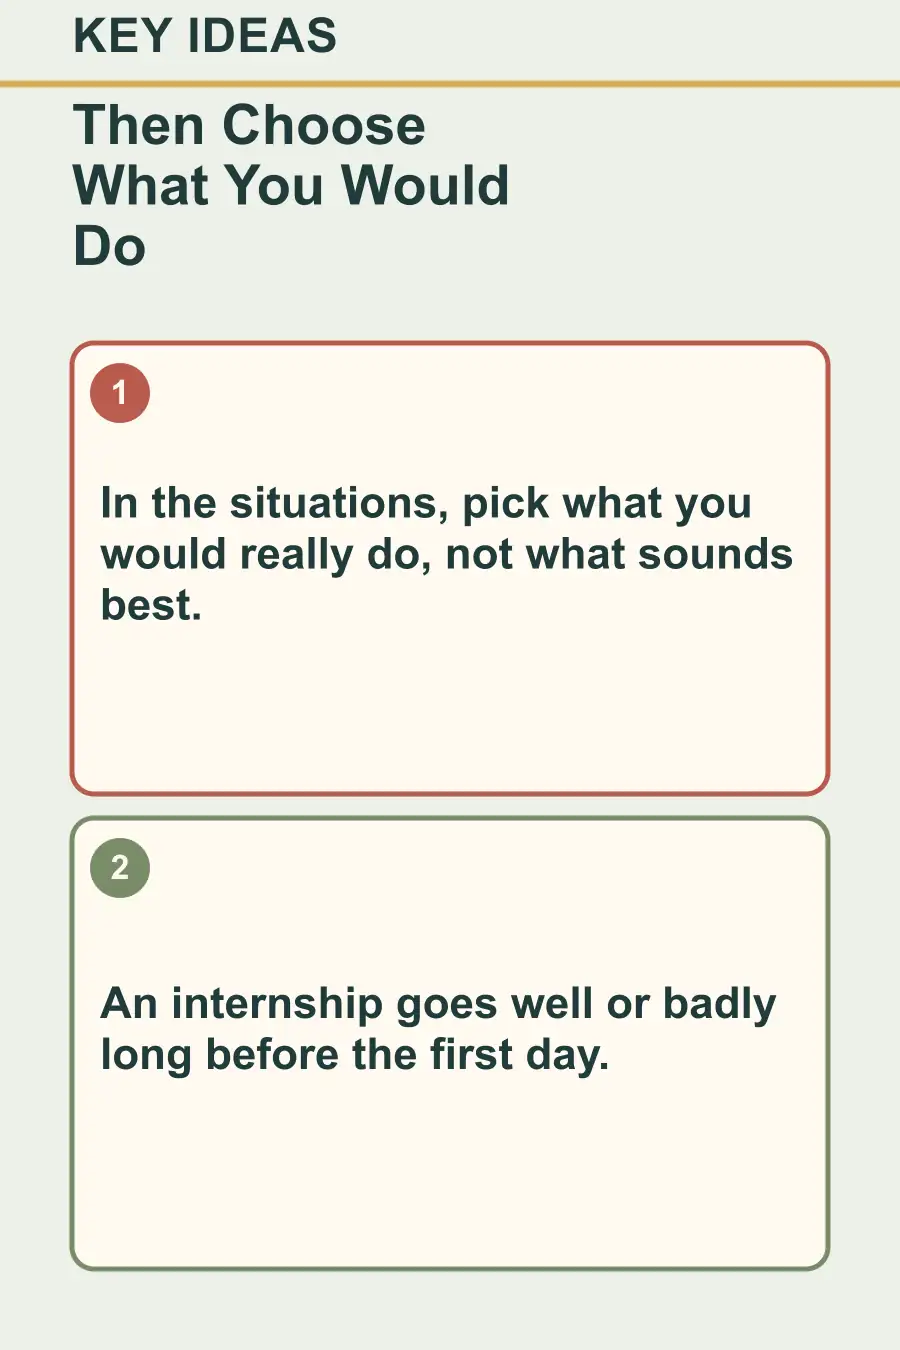 KEY IDEAS
Then Choose
What You Would
Do
1
In the situations, pick what you
would really do, not what sounds
best.
2
An internship goes well or badly
long before the first day.